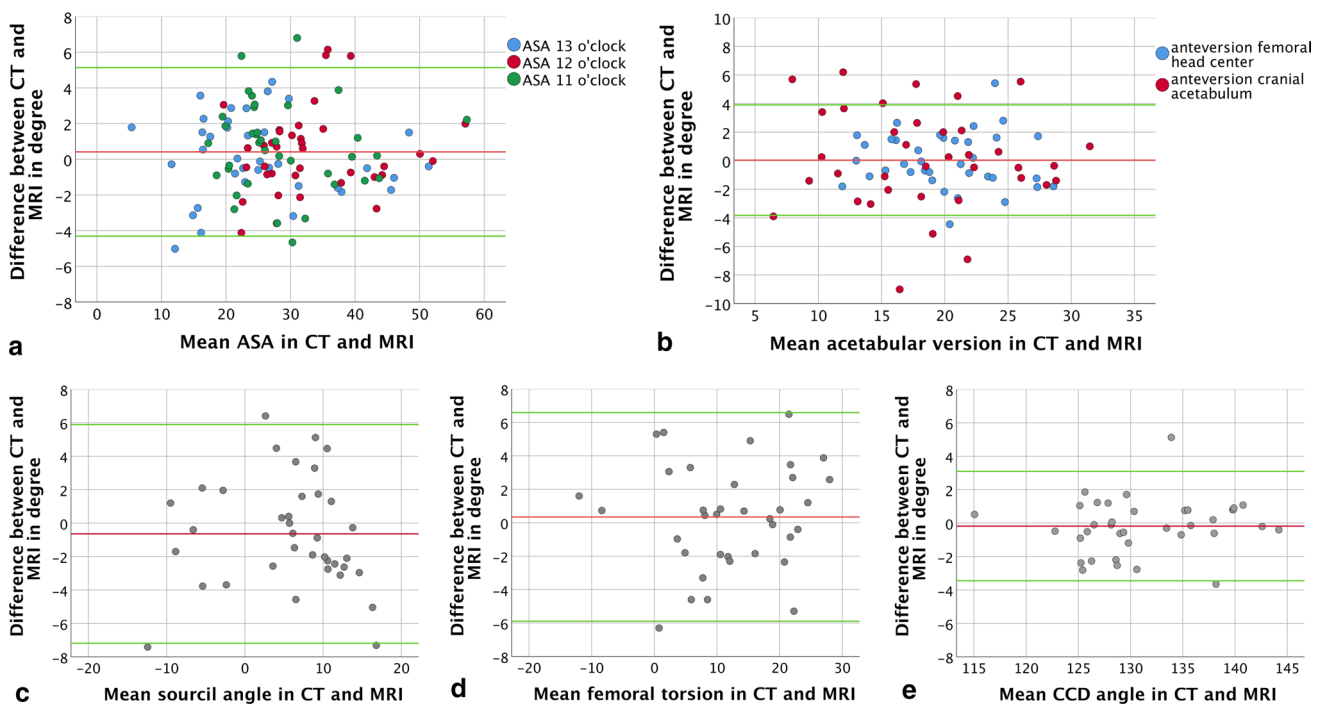 Difference between CT and
MRI in degree
8
6
4
2
0
−2
−4
−6
−8
0
10
20
30
40
50
60
Mean ASA in CT and MRI
ASA 13 o'clock
ASA 12 o'clock
ASA 11 o'clock
a
Difference between CT and
MRI in degree
10
8
6
4
2
0
−2
−4
−6
−8
−10
5
10
15
20
25
30
35
Mean acetabular version in CT and MRI
anteversion femoral
head center
anteversion cranial
acetabulum
b
Difference between CT and
MRI in degree
8
6
4
2
0
−2
−4
−6
−8
−20
−10
0
10
20
Mean sourcil angle in CT and MRI
c
Difference between CT and
MRI in degree
8
6
4
2
0
−2
−4
−6
−8
−20
−10
0
10
20
30
Mean femoral torsion in CT and MRI
d
Difference between CT and
MRI in degree
8
6
4
2
0
−2
−4
−6
−8
115
120
125
130
135
140
145
Mean CCD angle in CT and MRI
e